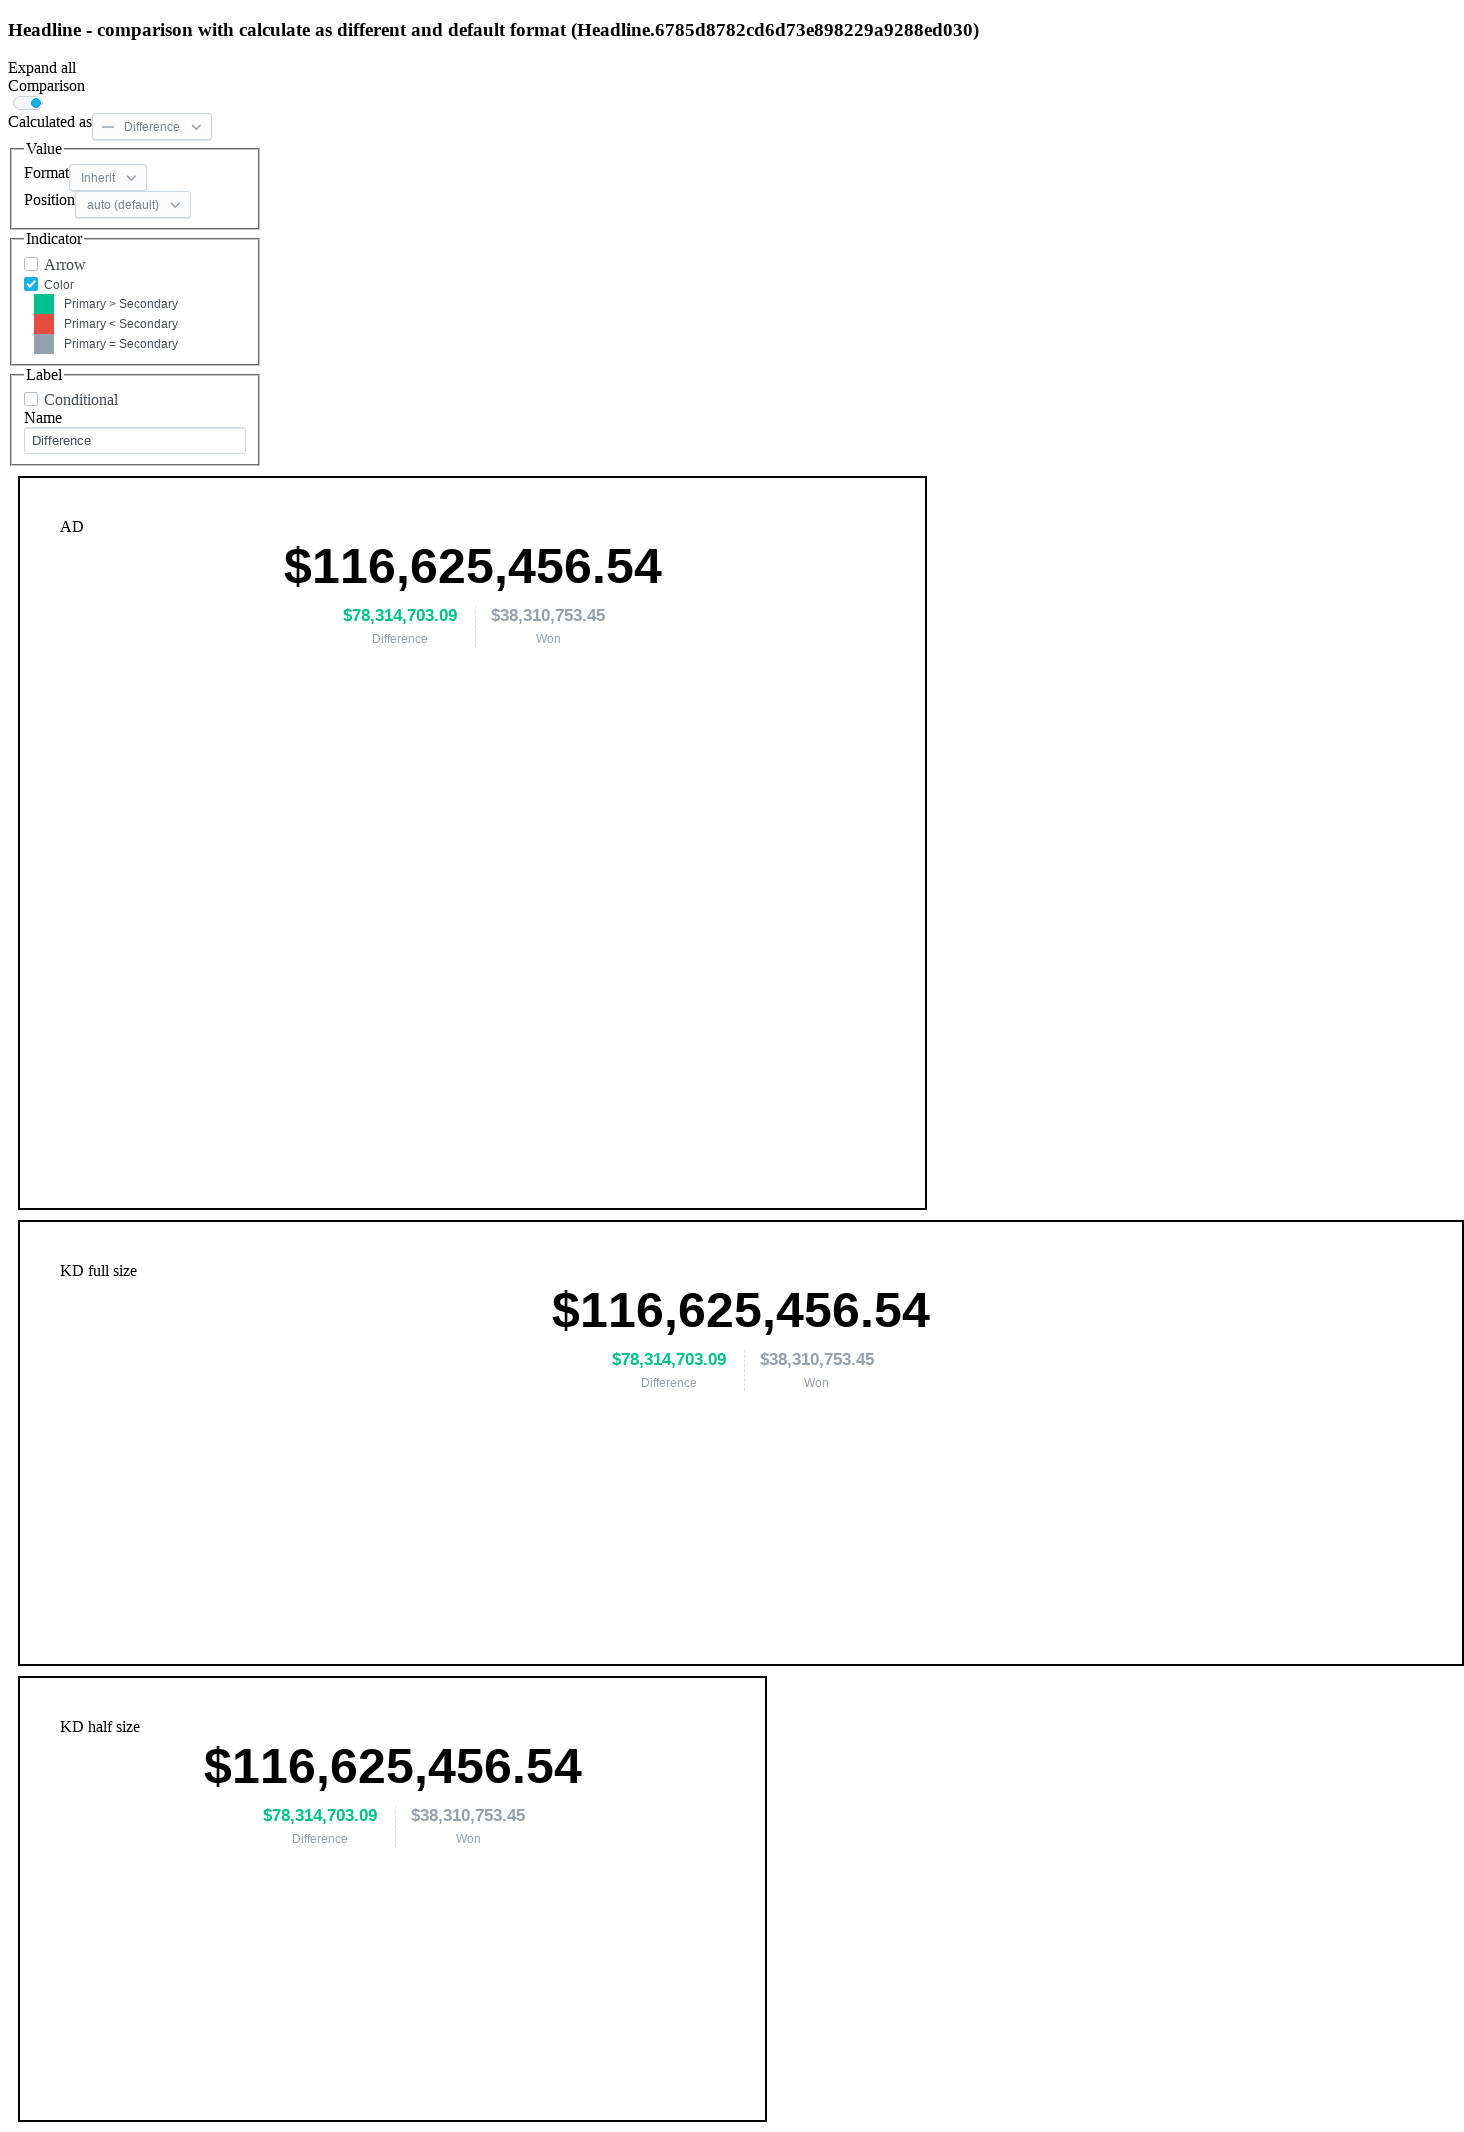 Headline - comparison with calculate as different and default format (Headline.6785d8782cd6d73e898229a9288ed030)
Expand all
Comparison
Calculated as Difference
Value
Format Inherit
Position auto (default)
Indicator
Arrow
Color
Primary > Secondary
Primary < Secondary
Primary = Secondary
Label
Conditional
Name
Difference
AD
$116,625,456.54
$78,314,703.09 $38,310,753.45
Difference Won
KD full size
$116,625,456.54
$78,314,703.09 $38,310,753.45
Difference Won
KD half size
$116,625,456.54
$78,314,703.09 $38,310,753.45
Difference Won